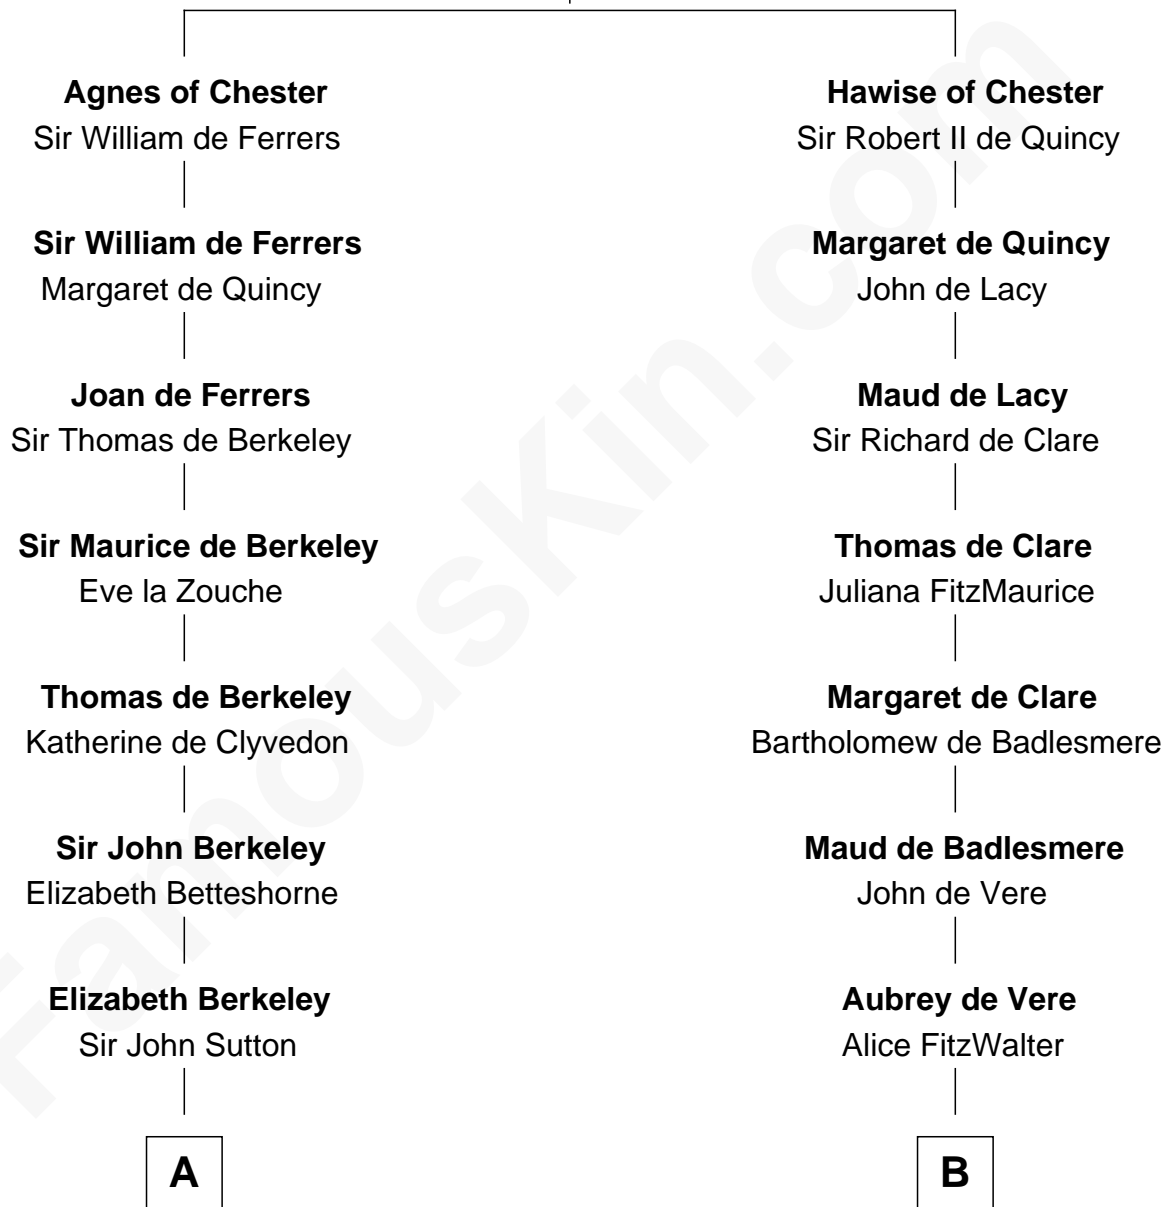 Agnes of Chester
Sir William de Ferrers
Sir William de Ferrers
Margaret de Quincy
Joan de Ferrers
Sir Thomas de Berkeley
Sir Maurice de Berkeley
Eve la Zouche
Thomas de Berkeley
Katherine de Clyvedon
Sir John Berkeley
Elizabeth Betteshorne
Elizabeth Berkeley
Sir John Sutton
A
Hawise of Chester
Sir Robert II de Quincy
Margaret de Quincy
John de Lacy
Maud de Lacy
Sir Richard de Clare
Thomas de Clare
Juliana FitzMaurice
Margaret de Clare
Bartholomew de Badlesmere
Maud de Badlesmere
John de Vere
Aubrey de Vere
Alice FitzWalter
B
FamousKin.com